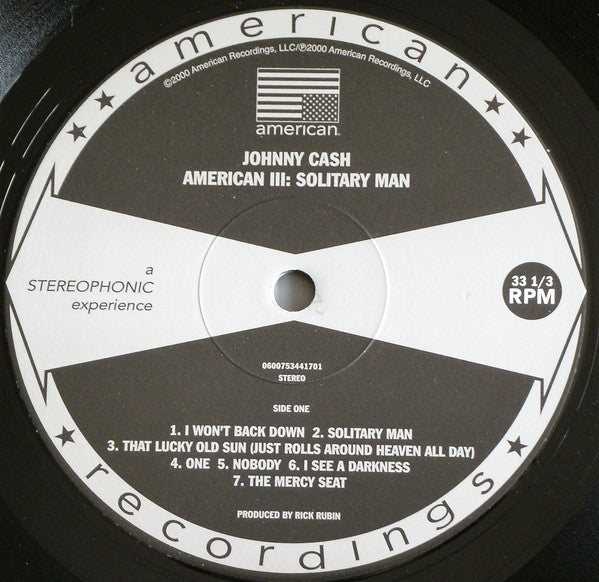 american
©2000 American Recordings, LLC/℗2000 American Recordings, LLC
american
JOHNNY CASH
AMERICAN III: SOLITARY MAN
a
STEREOPHONIC
experience
33 1/3
RPM
0600753441701
STEREO
SIDE ONE
1. I WON'T BACK DOWN 2. SOLITARY MAN
3. THAT LUCKY OLD SUN (JUST ROLLS AROUND HEAVEN ALL DAY)
4. ONE 5. NOBODY 6. I SEE A DARKNESS
7. THE MERCY SEAT
PRODUCED BY RICK RUBIN
recordings